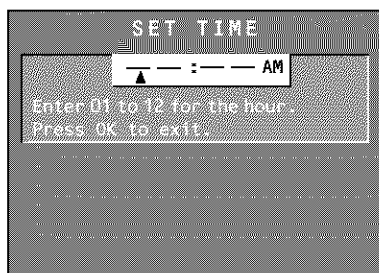 SET TIME
— — : — — AM
Enter 01 to 12 for the hour.
Press OK to exit.